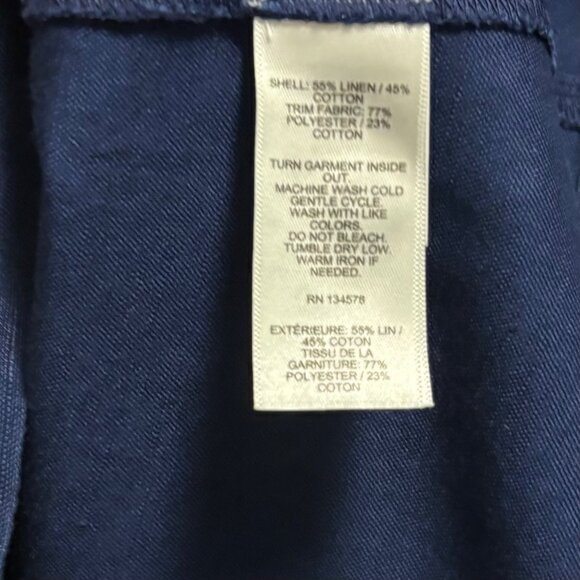 SHELL: 55% LINEN / 45%
COTTON
TRIM FABRIC: 77%
POLYESTER / 23%
COTTON
TURN GARMENT INSIDE
OUT.
MACHINE WASH COLD
GENTLE CYCLE.
WASH WITH LIKE
COLORS.
DO NOT BLEACH.
TUMBLE DRY LOW.
WARM IRON IF
NEEDED.
RN 134578
EXTÉRIEURE: 55% LIN /
45% COTON
TISSU DE LA
GARNITURE: 77%
POLYESTER / 23%
COTON